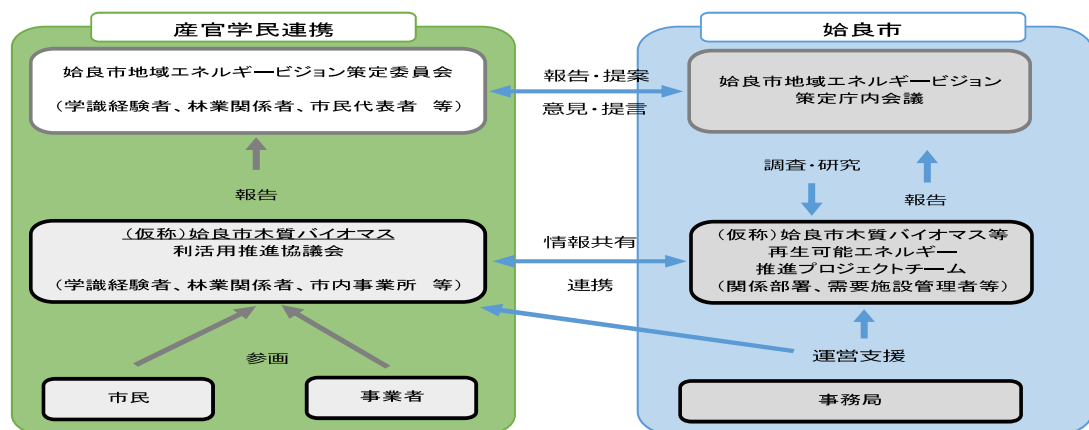 産官学民連携
姶良市地域エネルギービジョン策定委員会
(学識経験者、林業関係者、市民代表者 等)
報告
(仮称)姶良市木質バイオマス
利活用推進協議会
(学識経験者、林業関係者、市内事業所 等)
参画
市民
事業者
報告・提案
意見・提言
情報共有
連携
姶良市
姶良市地域エネルギービジョン
策定庁内会議
調査・研究
報告
(仮称)姶良市木質バイオマス等
再生可能エネルギー
推進プロジェクトチーム
(関係部署、需要施設管理者等)
運営支援
事務局